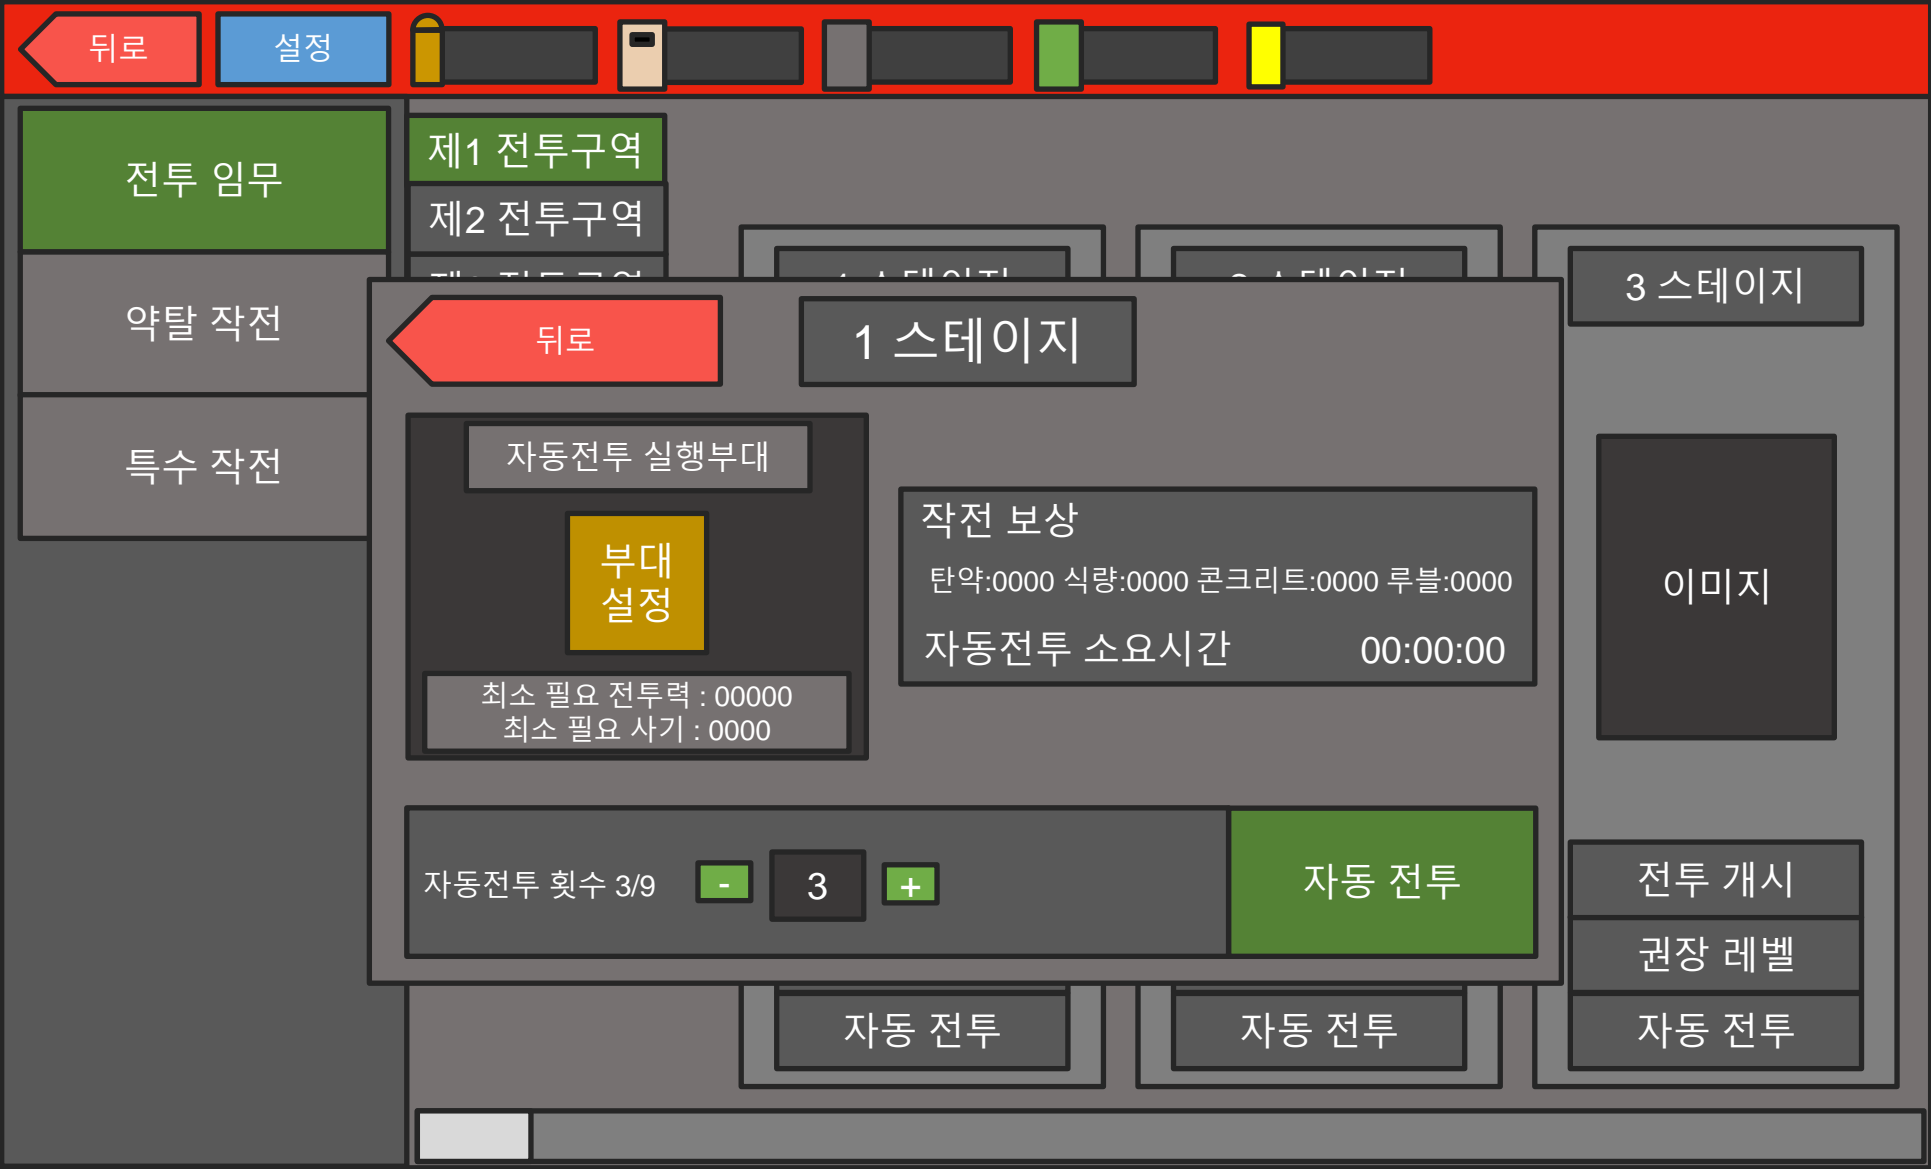 뒤로
설정
전투 임무
약탈 작전
특수 작전
제1 전투구역
제2 전투구역
3 스테이지
뒤로
1 스테이지
자동전투 실행부대
부대
설정
최소 필요 전투력 : 00000
최소 필요 사기 : 0000
작전 보상
탄약:0000 식량:0000 콘크리트:0000 루블:0000
자동전투 소요시간 00:00:00
이미지
자동전투 횟수 3/9
-
3
+
자동 전투
전투 개시
권장 레벨
자동 전투
자동 전투
자동 전투